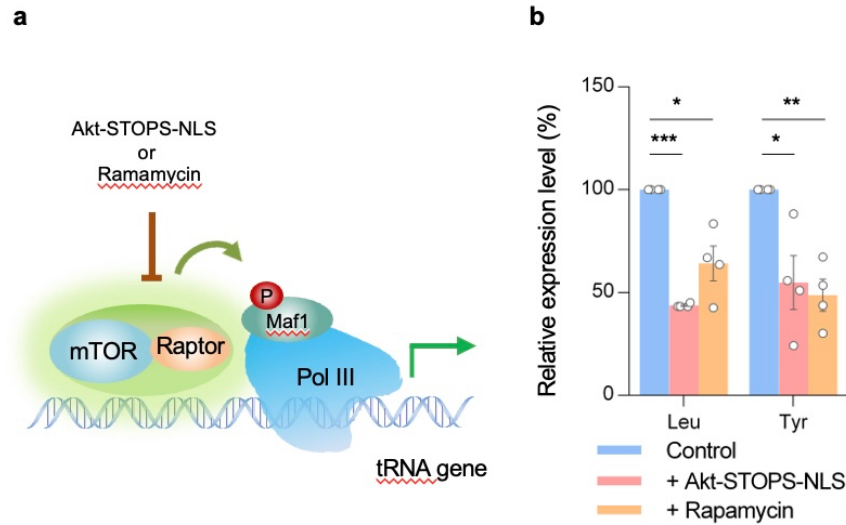 a
Akt-STOPS-NLS
or
Ramamycin
P
Maf1
mTOR
Raptor
Pol III
tRNA gene
b
Relative expression level (%)
150
100
50
0
*
**
***
*
Leu
Tyr
Control
+ Akt-STOPS-NLS
+ Rapamycin